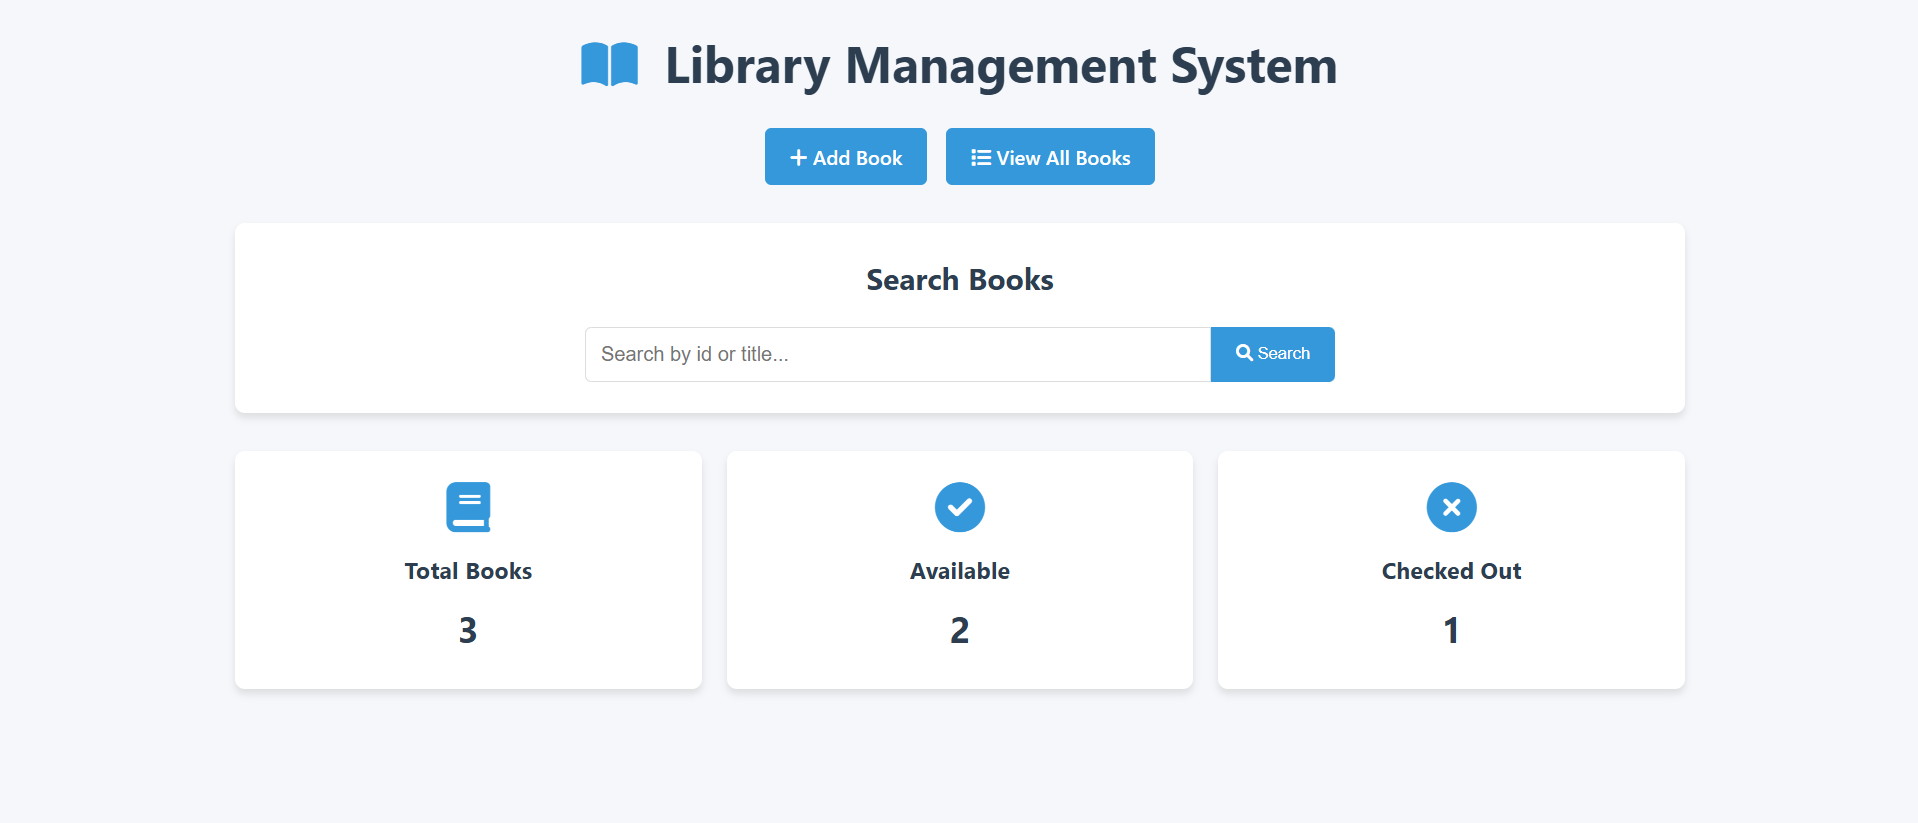 Library Management System
Add Book
View All Books
Search Books
Search by id or title...
Search
Total Books
3
Available
2
Checked Out
1